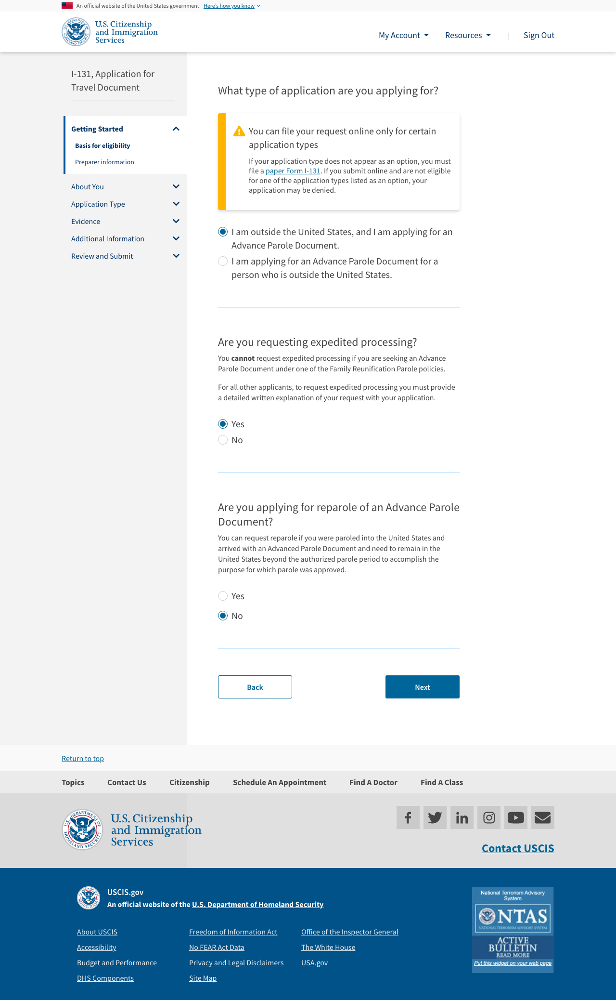 An official website of the United States government Here's how you know
U.S. Citizenship
and Immigration
Services
My Account Resources Sign Out
I-131, Application for
Travel Document
Getting Started
Basis for eligibility
Preparer information
About You
Application Type
Evidence
Additional Information
Review and Submit
What type of application are you applying for?
You can file your request online only for certain
application types
If your application type does not appear as an option, you must
file a paper Form I-131. If you submit online and are not eligible
for one of the application types listed as an option, your
application may be denied.
I am outside the United States, and I am applying for an
Advance Parole Document.
I am applying for an Advance Parole Document for a
person who is outside the United States.
Are you requesting expedited processing?
You cannot request expedited processing if you are seeking an Advance
Parole Document under one of the Family Reunification Parole policies.
For all other applicants, to request expedited processing you must provide
a detailed written explanation of your request with your application.
Yes
No
Are you applying for reparole of an Advance Parole
Document?
You can request reparole if you were paroled into the United States and
arrived with an Advanced Parole Document and need to remain in the
United States beyond the authorized parole period to accomplish the
purpose for which parole was approved.
Yes
No
Back Next
Return to top
Topics Contact Us Citizenship Schedule An Appointment Find A Doctor Find A Class
U.S. DEPARTMENT OF HOMELAND SECURITY
U.S. Citizenship
and Immigration
Services
Contact USCIS
USCIS.gov
An official website of the U.S. Department of Homeland Security
About USCIS Freedom of Information Act Office of the Inspector General
Accessibility No FEAR Act Data The White House
Budget and Performance Privacy and Legal Disclaimers USA.gov
DHS Components Site Map
National Terrorism Advisory
System
NTAS
NATIONAL TERRORISM ADVISORY SYSTEM
ACTIVE
BULLETIN
READ MORE
Put this widget on your web page